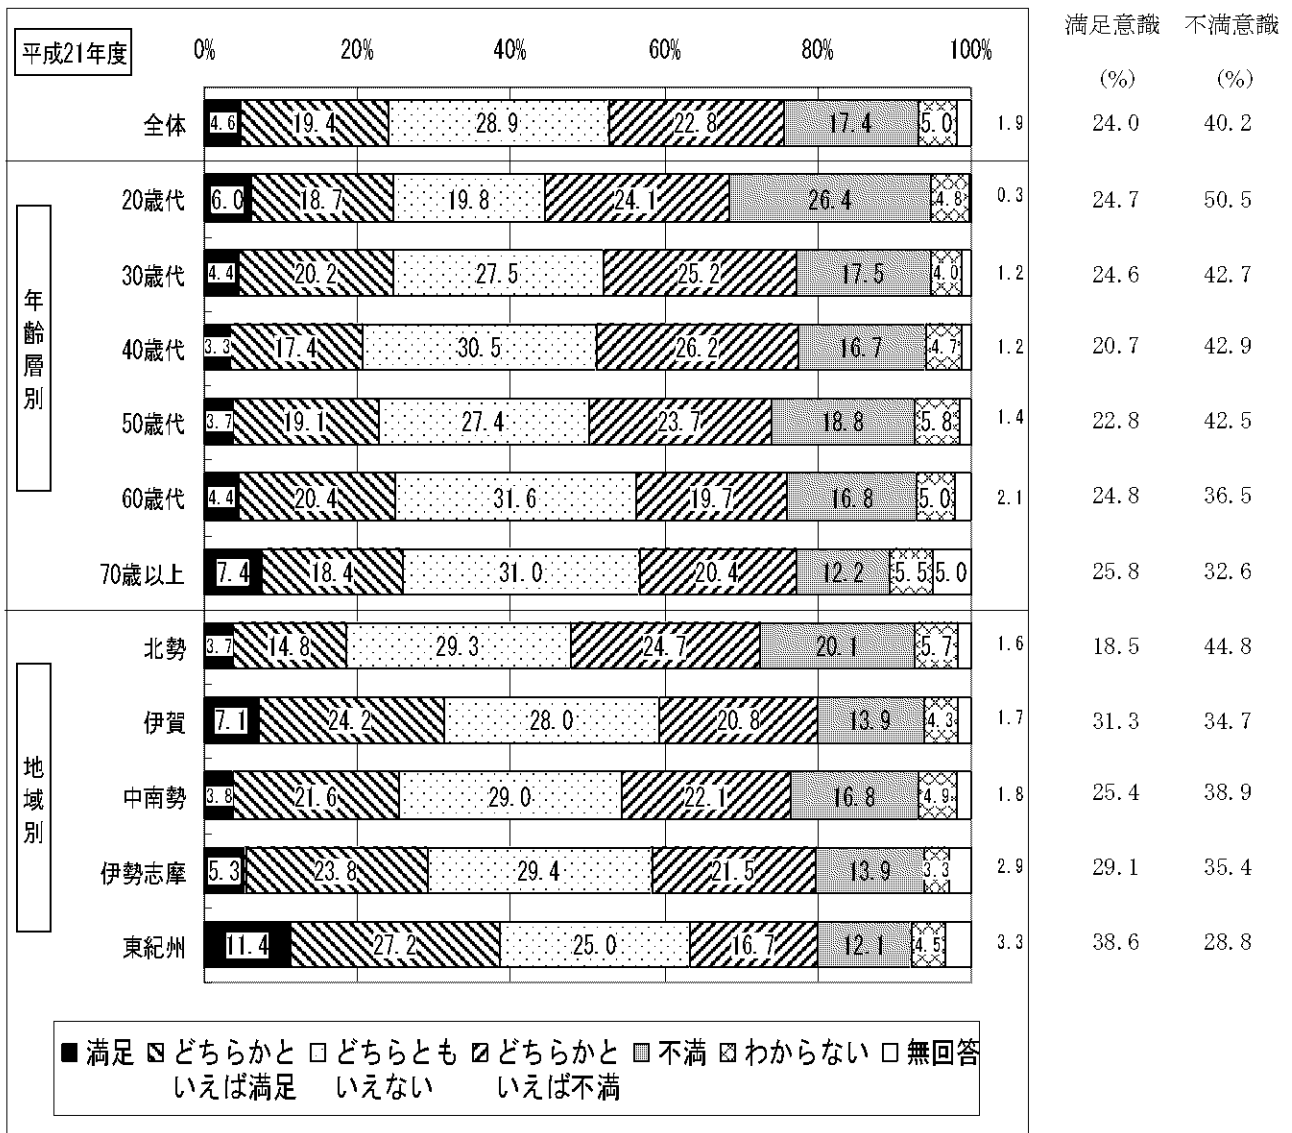 満足意識 不満意識
平成21年度 0% 20% 40% 60% 80% 100%
(%) (%)
全体 4.6 19.4 28.9 22.8 17.4 5.0 1.9 24.0 40.2
年齢層別
20歳代 6.0 18.7 19.8 24.1 26.4 4.8 0.3 24.7 50.5
30歳代 4.4 20.2 27.5 25.2 17.5 4.0 1.2 24.6 42.7
40歳代 3.3 17.4 30.5 26.2 16.7 4.7 1.2 20.7 42.9
50歳代 3.7 19.1 27.4 23.7 18.8 5.8 1.4 22.8 42.5
60歳代 4.4 20.4 31.6 19.7 16.8 5.0 2.1 24.8 36.5
70歳以上 7.4 18.4 31.0 20.4 12.2 5.5 5.0 25.8 32.6
地域別
北勢 3.7 14.8 29.3 24.7 20.1 5.7 1.6 18.5 44.8
伊賀 7.1 24.2 28.0 20.8 13.9 4.3 1.7 31.3 34.7
中南勢 3.8 21.6 29.0 22.1 16.8 4.9 1.8 25.4 38.9
伊勢志摩 5.3 23.8 29.4 21.5 13.9 3.3 2.9 29.1 35.4
東紀州 11.4 27.2 25.0 16.7 12.1 4.5 3.3 38.6 28.8
満足 どちらかと どちらとも どちらかと 不満 わからない 無回答
いえば満足 いえない いえば不満